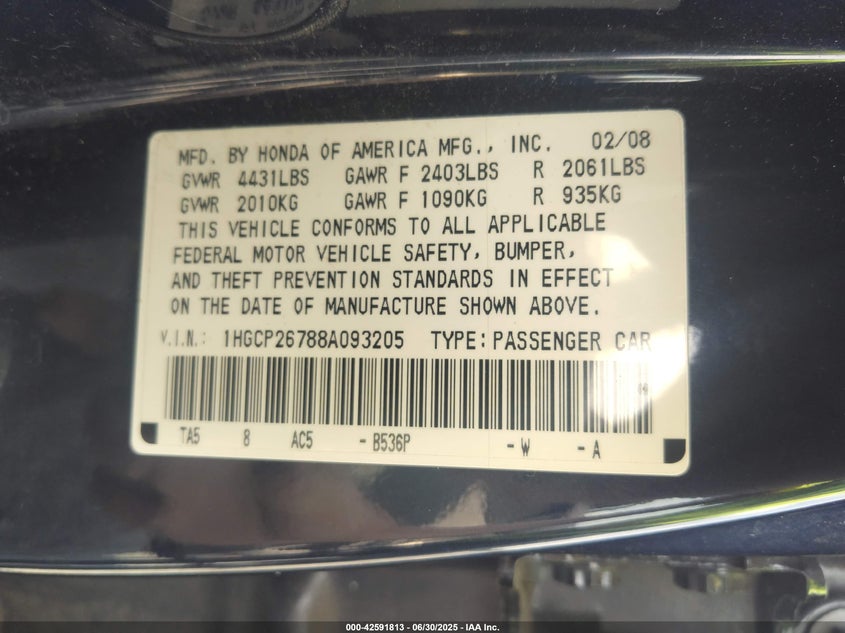 MFD. BY HONDA OF AMERICA MFG., INC. 02/08
GVWR 4431LBS GAWR F 2403LBS R 2061LBS
GVWR 2010KG GAWR F 1090KG R 935KG
THIS VEHICLE CONFORMS TO ALL APPLICABLE
FEDERAL MOTOR VEHICLE SAFETY, BUMPER,
AND THEFT PREVENTION STANDARDS IN EFFECT
ON THE DATE OF MANUFACTURE SHOWN ABOVE.
V.I.N.: 1HGCP26788A093205 TYPE: PASSENGER CAR
TA5 8 AC5 - B536P - W - A
000-42591813 - 06/30/2025 - IAA Inc.